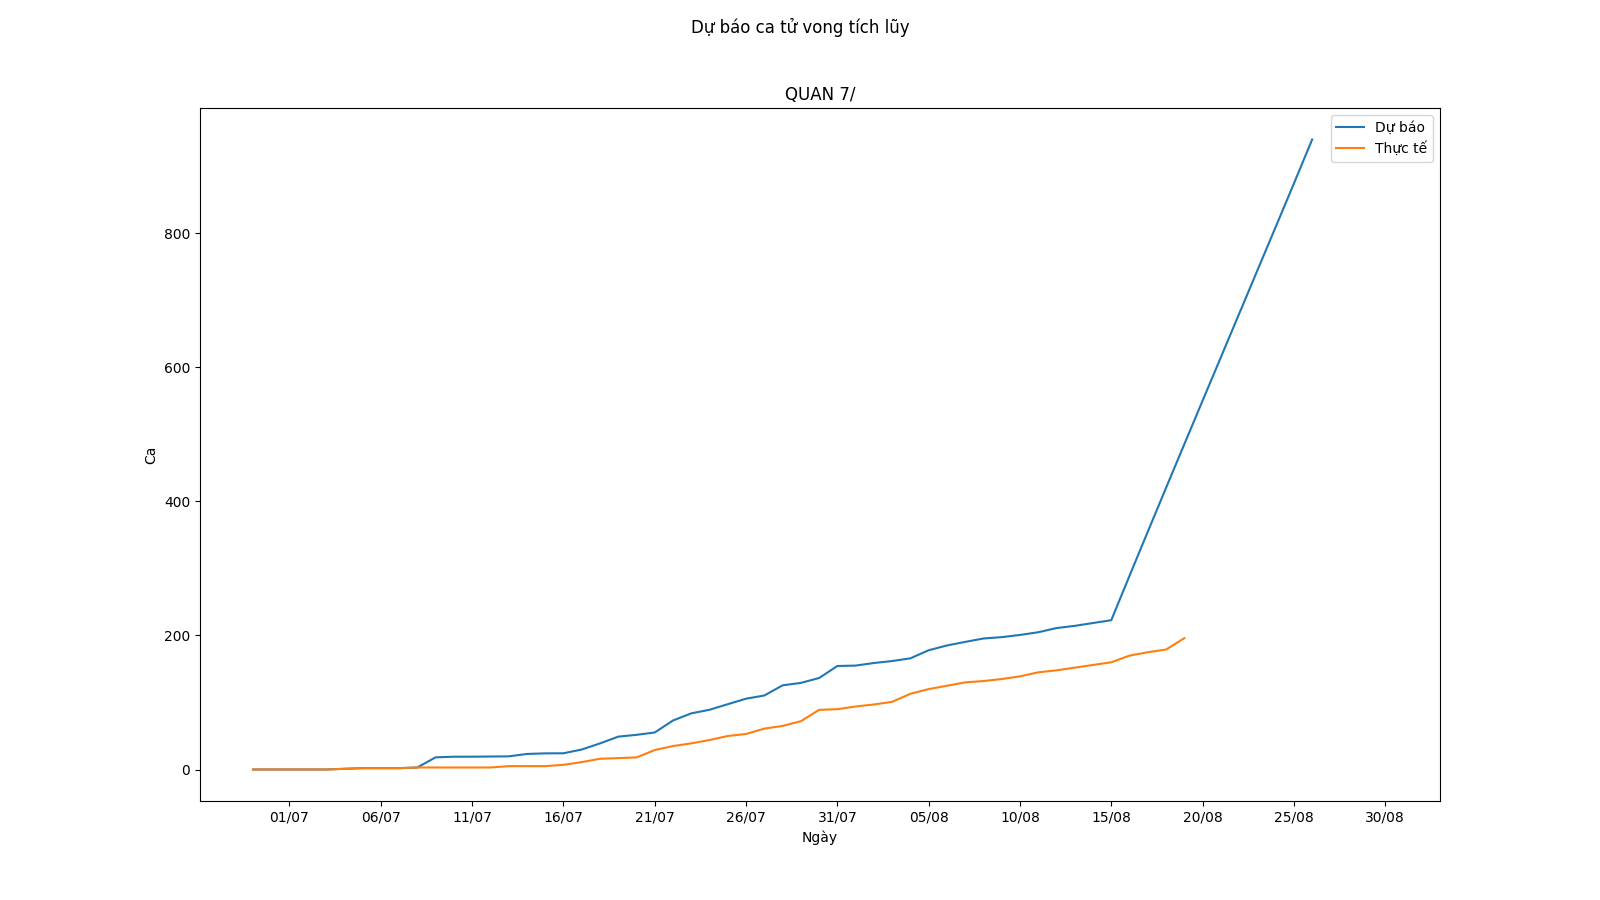 Dự báo ca tử vong tích lũy
QUAN 7/
Dự báo
Thực tế
800
600
400
200
0
Ca
01/07 06/07 11/07 16/07 21/07 26/07 31/07 05/08 10/08 15/08 20/08 25/08 30/08
Ngày